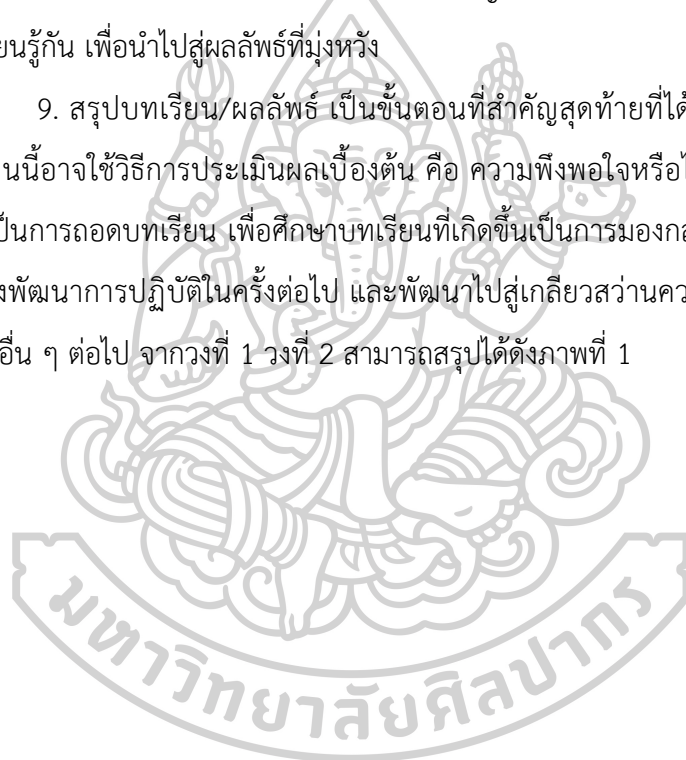 ยนรู้กัน เพื่อนำไปสู่ผลลัพธ์ที่มุ่งหวัง
9. สรุปบทเรียน/ผลลัพธ์ เป็นขั้นตอนที่สำคัญสุดท้ายที่ได้
นนี้อาจใช้วิธีการประเมินผลเบื้องต้น คือ ความพึงพอใจหรือไ
ป็นการถอดบทเรียน เพื่อศึกษาบทเรียนที่เกิดขึ้นเป็นการมองกล
งพัฒนาการปฏิบัติในครั้งต่อไป และพัฒนาไปสู่เกลียวสว่านคว
อื่น ๆ ต่อไป จากวงที่ 1 วงที่ 2 สามารถสรุปได้ดังภาพที่ 1
มหาวิทยาลัยศิลปากร